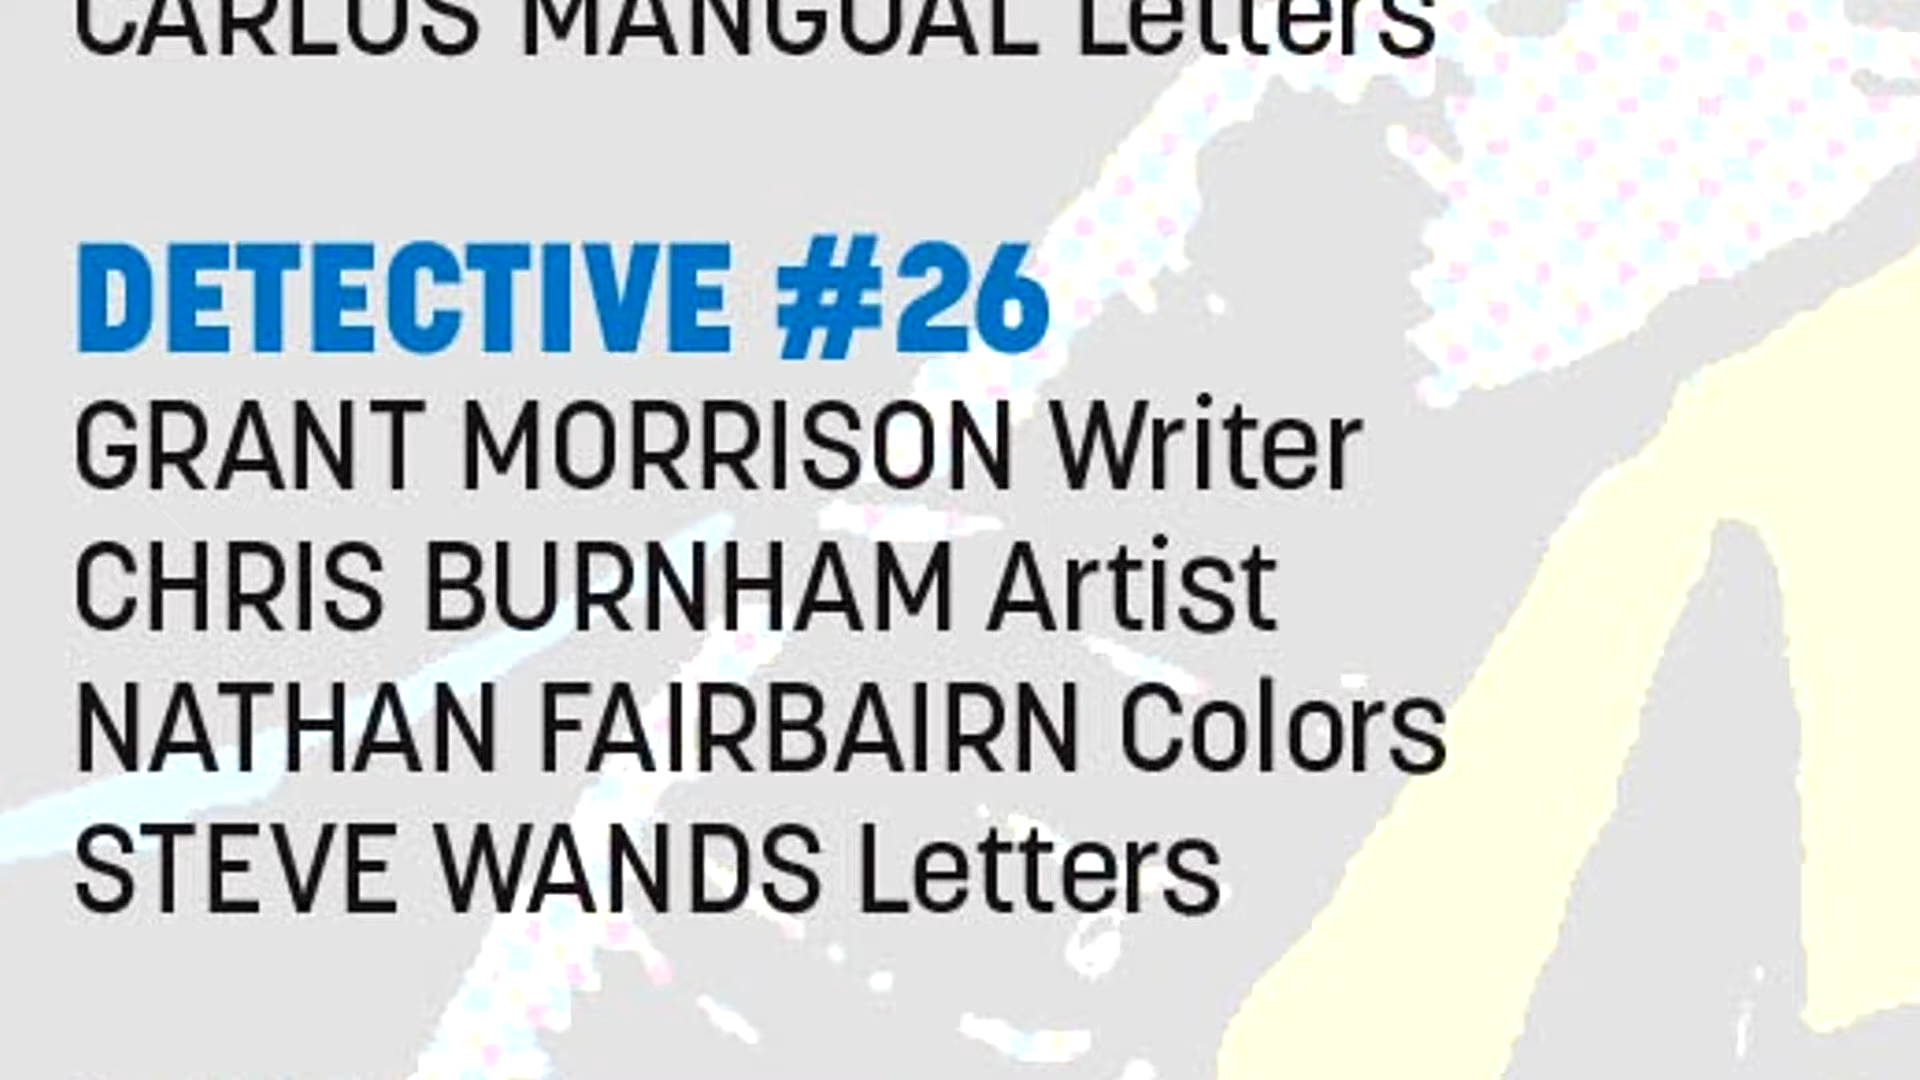 CARLOS MANGUAL Letters
DETECTIVE #26
GRANT MORRISON Writer
CHRIS BURNHAM Artist
NATHAN FAIRBAIRN Colors
STEVE WANDS Letters